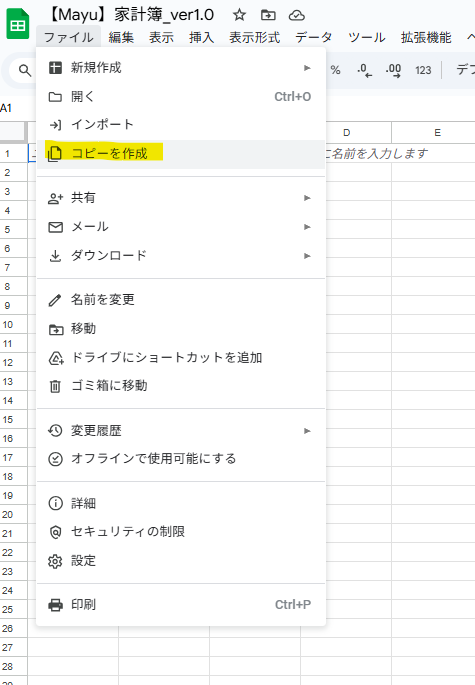 【Mayu】家計簿_ver1.0
ファイル 編集 表示 挿入 表示形式 データ ツール 拡張機能
% .0 .00 123 デフ
A1
D E
新規作成
開く Ctrl+O
インポート
コピーを作成
1 に名前を入力します
2
3
共有
4
メール
5
6
ダウンロード
7
8
名前を変更
9
10
移動
11
ドライブにショートカットを追加
12
13
ゴミ箱に移動
14
15
変更履歴
16
17
オフラインで使用可能にする
18
19
詳細
20
21
セキュリティの制限
22
設定
23
24
印刷 Ctrl+P
25
26
27
28
29